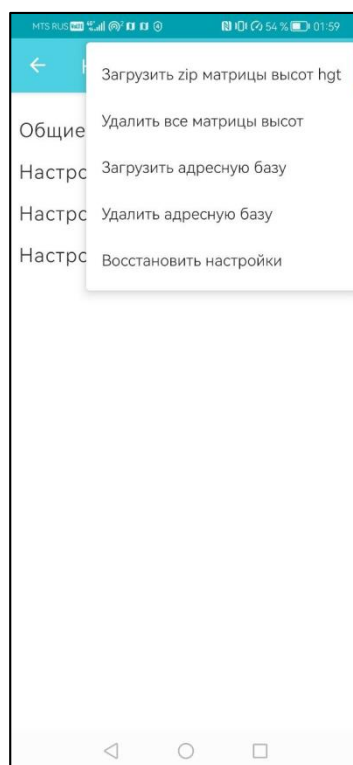 MTS RUS 54 % 01:59
Загрузить zip матрицы высот hgt
Удалить все матрицы высот
Общие
Загрузить адресную базу
Настро
Удалить адресную базу
Настро
Восстановить настройки
Настро